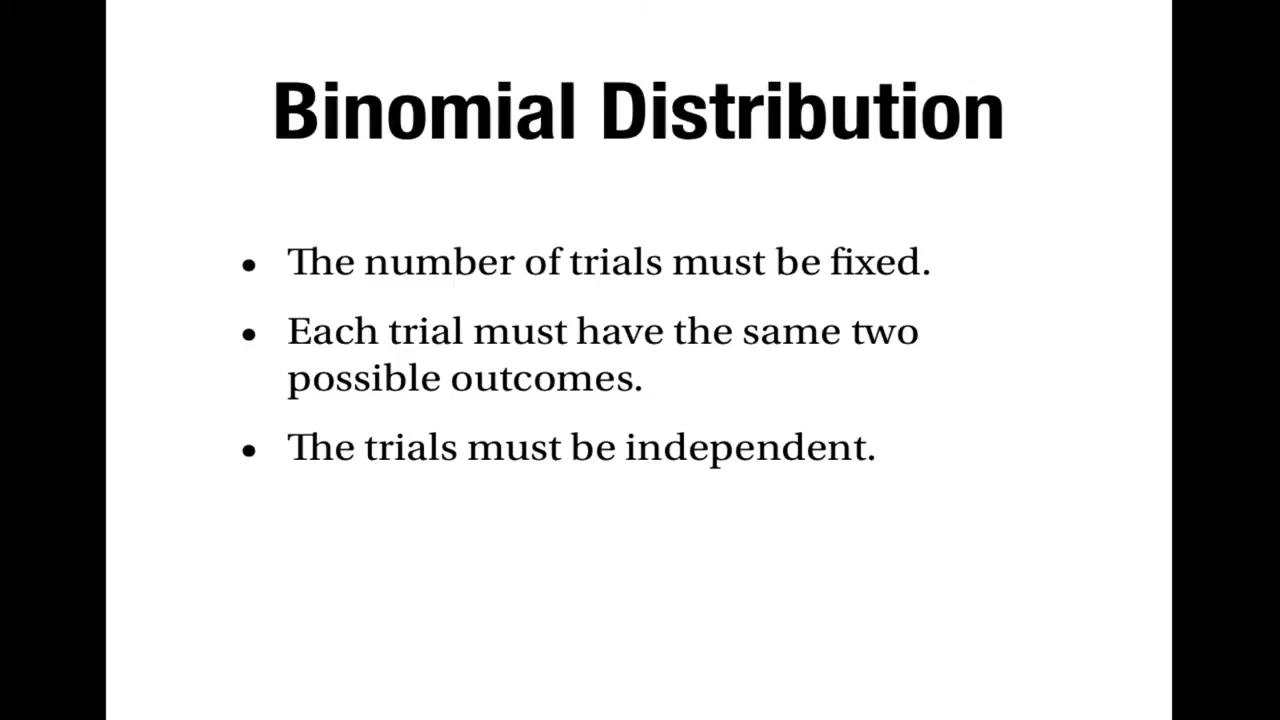 Binomial Distribution
• The number of trials must be fixed.
• Each trial must have the same two
possible outcomes.
• The trials must be independent.